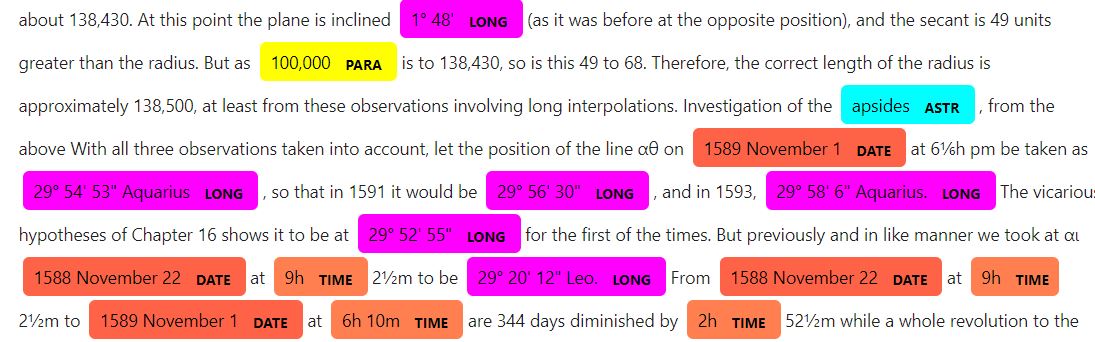 about 138,430. At this point the plane is inclined 1° 48' LONG (as it was before at the opposite position), and the secant is 49 units
greater than the radius. But as 100,000 PARA is to 138,430, so is this 49 to 68. Therefore, the correct length of the radius is
approximately 138,500, at least from these observations involving long interpolations. Investigation of the apsides ASTR , from the
above With all three observations taken into account, let the position of the line αθ on 1589 November 1 DATE at 6⅙h pm be taken as
29° 54' 53" Aquarius LONG , so that in 1591 it would be 29° 56' 30" LONG , and in 1593, 29° 58' 6" Aquarius. LONG The vicariou
hypotheses of Chapter 16 shows it to be at 29° 52' 55" LONG for the first of the times. But previously and in like manner we took at αι
1588 November 22 DATE at 9h TIME 2½m to be 29° 20' 12" Leo. LONG From 1588 November 22 DATE at 9h TIME
2½m to 1589 November 1 DATE at 6h 10m TIME are 344 days diminished by 2h TIME 52½m while a whole revolution to the